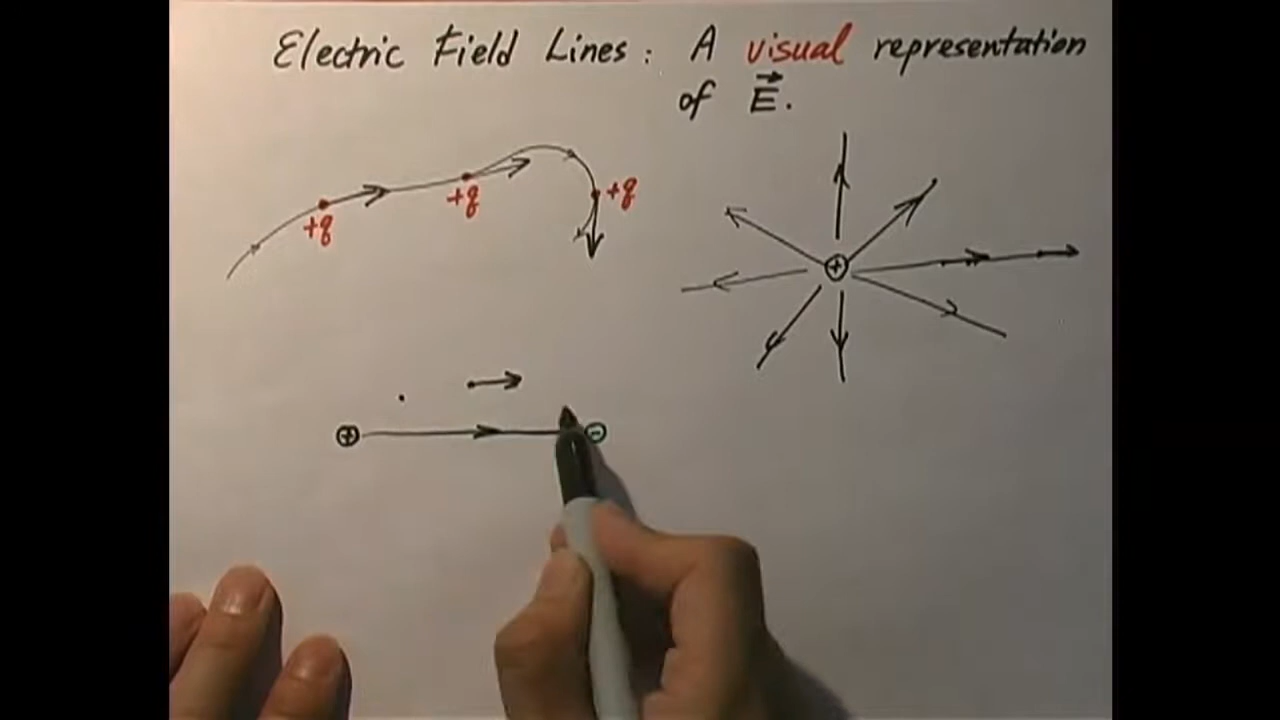 Electric Field Lines : A visual representation
of E.
+q
+q
+q
+
+
-